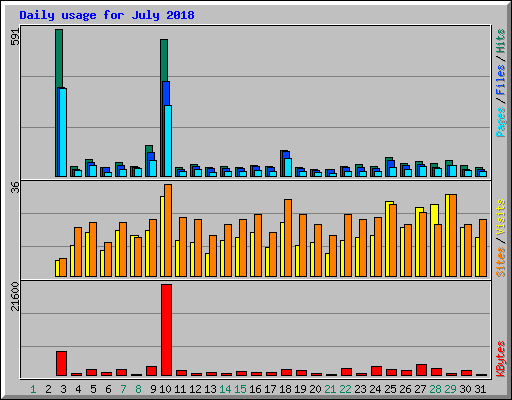 Daily usage for July 2018
591
Pages / Files / Hits
36
Sites / Visits
21600
KBytes
1 2 3 4 5 6 7 8 9 10 11 12 13 14 15 16 17 18 19 20 21 22 23 24 25 26 27 28 29 30 31